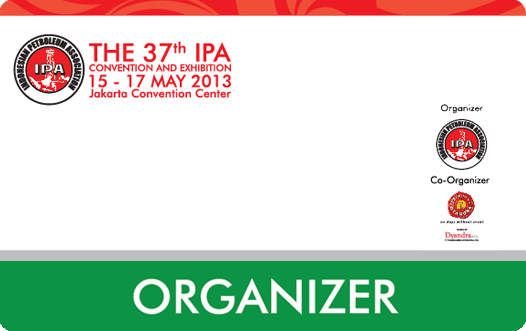 INDONESIAN PETROLEUM ASSOCIATION
IPA
THE 37th IPA
CONVENTION AND EXHIBITION
15 - 17 MAY 2013
Jakarta Convention Center
Organizer
INDONESIAN PETROLEUM ASSOCIATION
IPA
Co-Organizer
no days without event
Dyandra
ORGANIZER